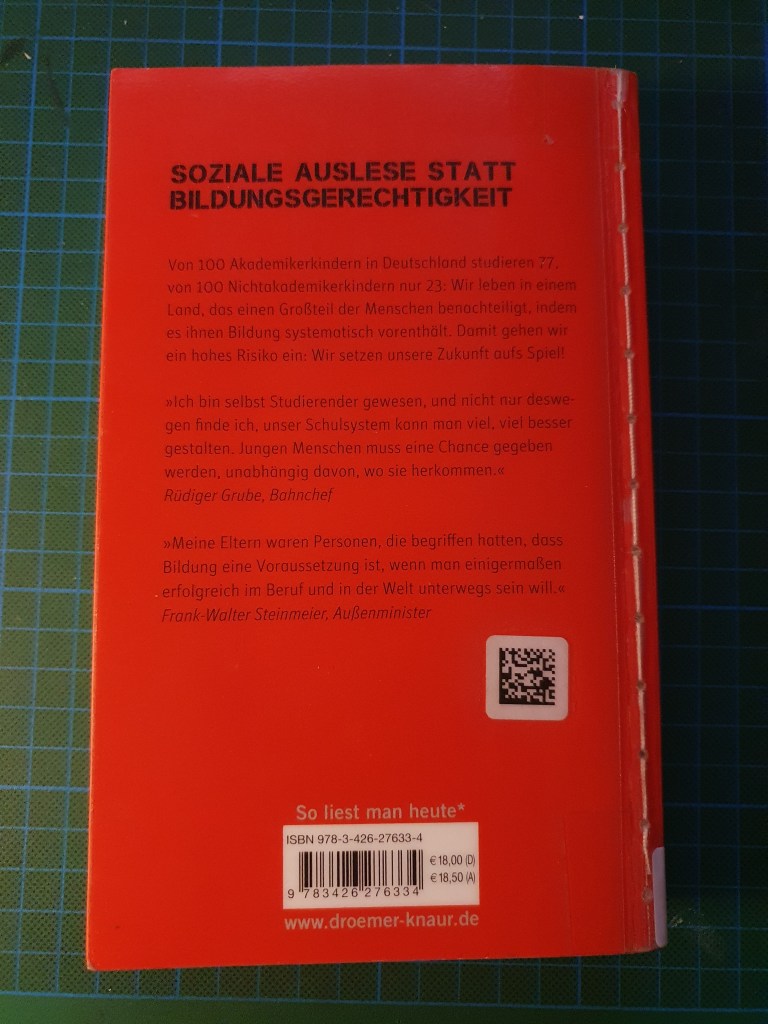 SOZIALE AUSLESE STATT
BILDUNGSGERECHTIGKEIT
Von 100 Akademikerkindern in Deutschland studieren 77,
von 100 Nichtakademikerkindern nur 23: Wir leben in einem
Land, das einen Großteil der Menschen benachteiligt, indem
es ihnen Bildung systematisch vorenthält. Damit gehen wir
ein hohes Risiko ein: Wir setzen unsere Zukunft aufs Spiel!
»Ich bin selbst Studierender gewesen, und nicht nur deswe-
gen finde ich, unser Schulsystem kann man viel, viel besser
gestalten. Jungen Menschen muss eine Chance gegeben
werden, unabhängig davon, wo sie herkommen.«
Rüdiger Grube, Bahnchef
»Meine Eltern waren Personen, die begriffen hatten, dass
Bildung eine Voraussetzung ist, wenn man einigermaßen
erfolgreich im Beruf und in der Welt unterwegs sein will.«
Frank-Walter Steinmeier, Außenminister
So liest man heute*
ISBN 978-3-426-27633-4
€ 18,00 (D)
€ 18,50 (A)
9 783426 276334
www.droemer-knaur.de